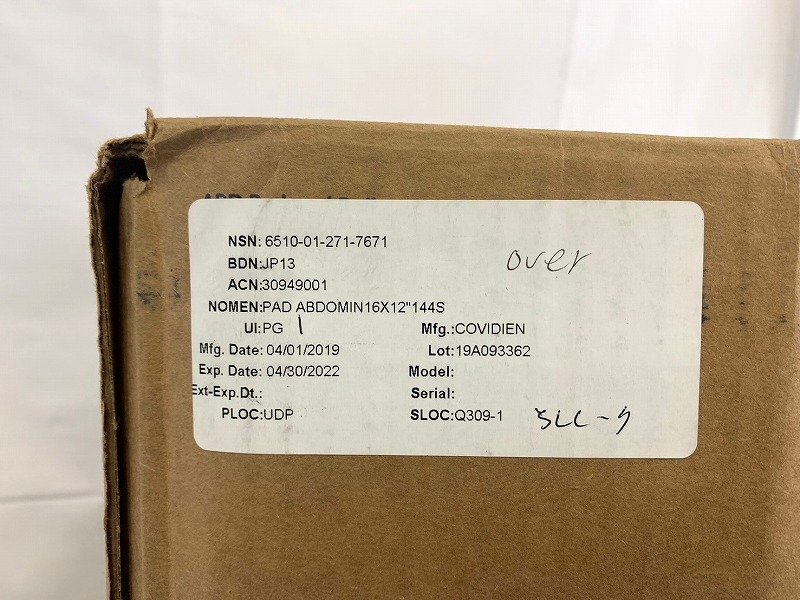 NSN: 6510-01-271-7671
over
BDN:JP13
ACN:30949001
NOMEN:PAD ABDOMIN16X12"144S
UI:PG 1
Mfg.:COVIDIEN
Mfg. Date: 04/01/2019
Lot:19A093362
Exp. Date: 04/30/2022
Model:
Ext-Exp.Dt.:
Serial:
PLOC:UDP
SLOC:Q309-1